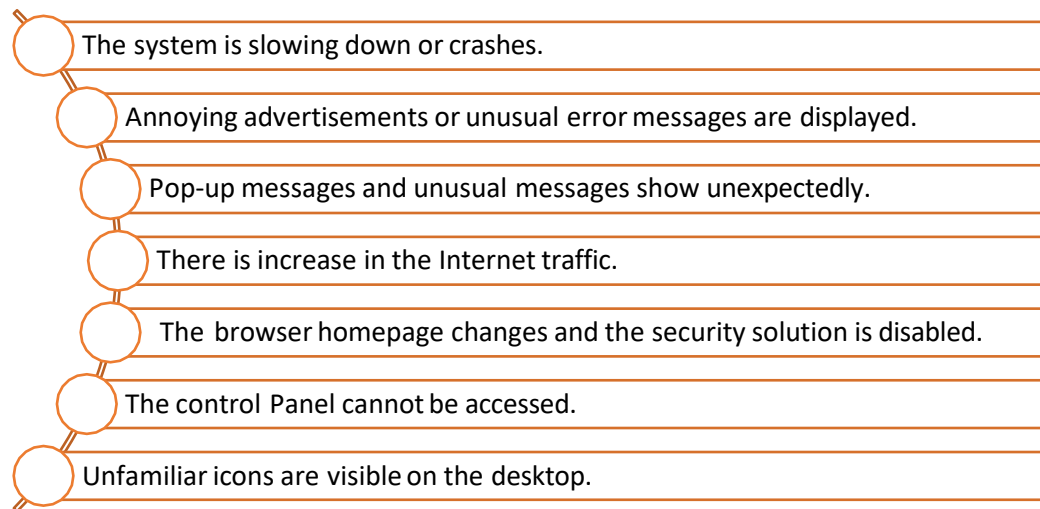 The system is slowing down or crashes.
Annoying advertisements or unusual error messages are displayed.
Pop-up messages and unusual messages show unexpectedly.
There is increase in the Internet traffic.
The browser homepage changes and the security solution is disabled.
The control Panel cannot be accessed.
Unfamiliar icons are visible on the desktop.